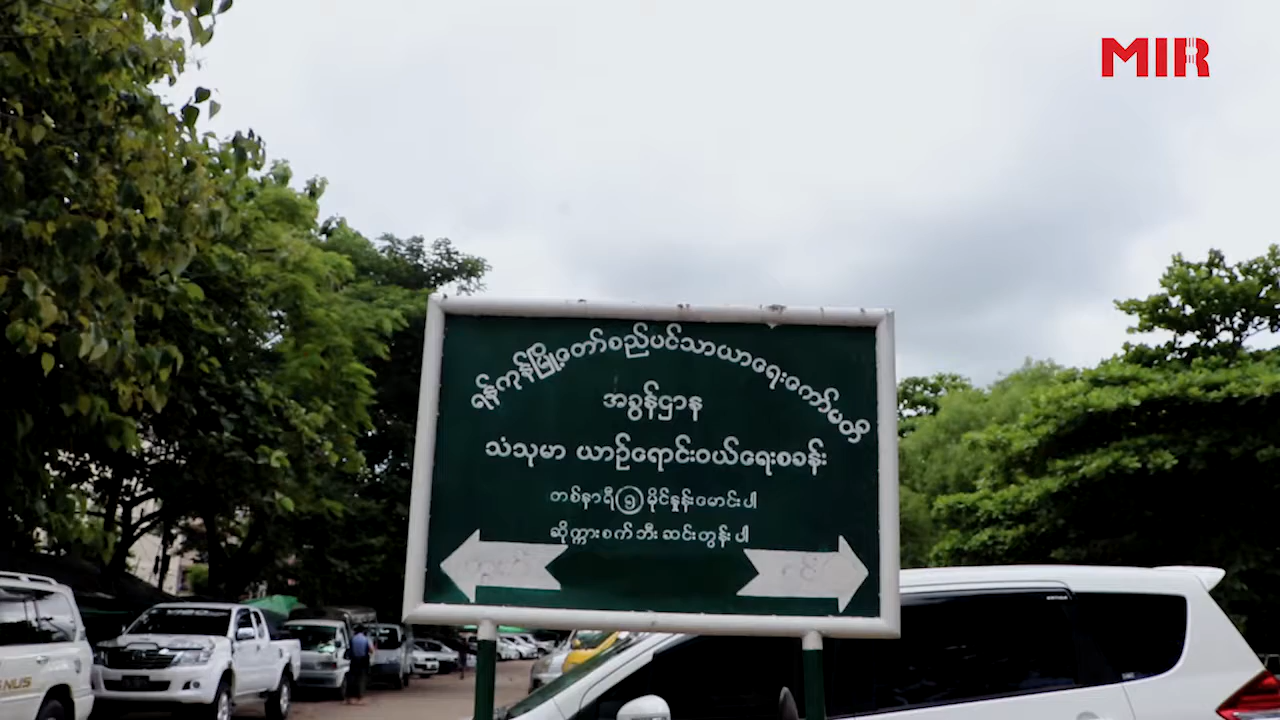 MIR
ရန်ကုန်မြို့တော်စည်ပင်သာယာရေးကော်မတီ
အခွန်ဌာန
သံသုမာ ယာဉ်ရောင်းဝယ်ရေးစခန်း
တစ်နာရီ ၅ မိုင်နှုန်းမောင်းပါ
ဆိုက္ကားစက်ဘီးဆင်းတွန်းပါ